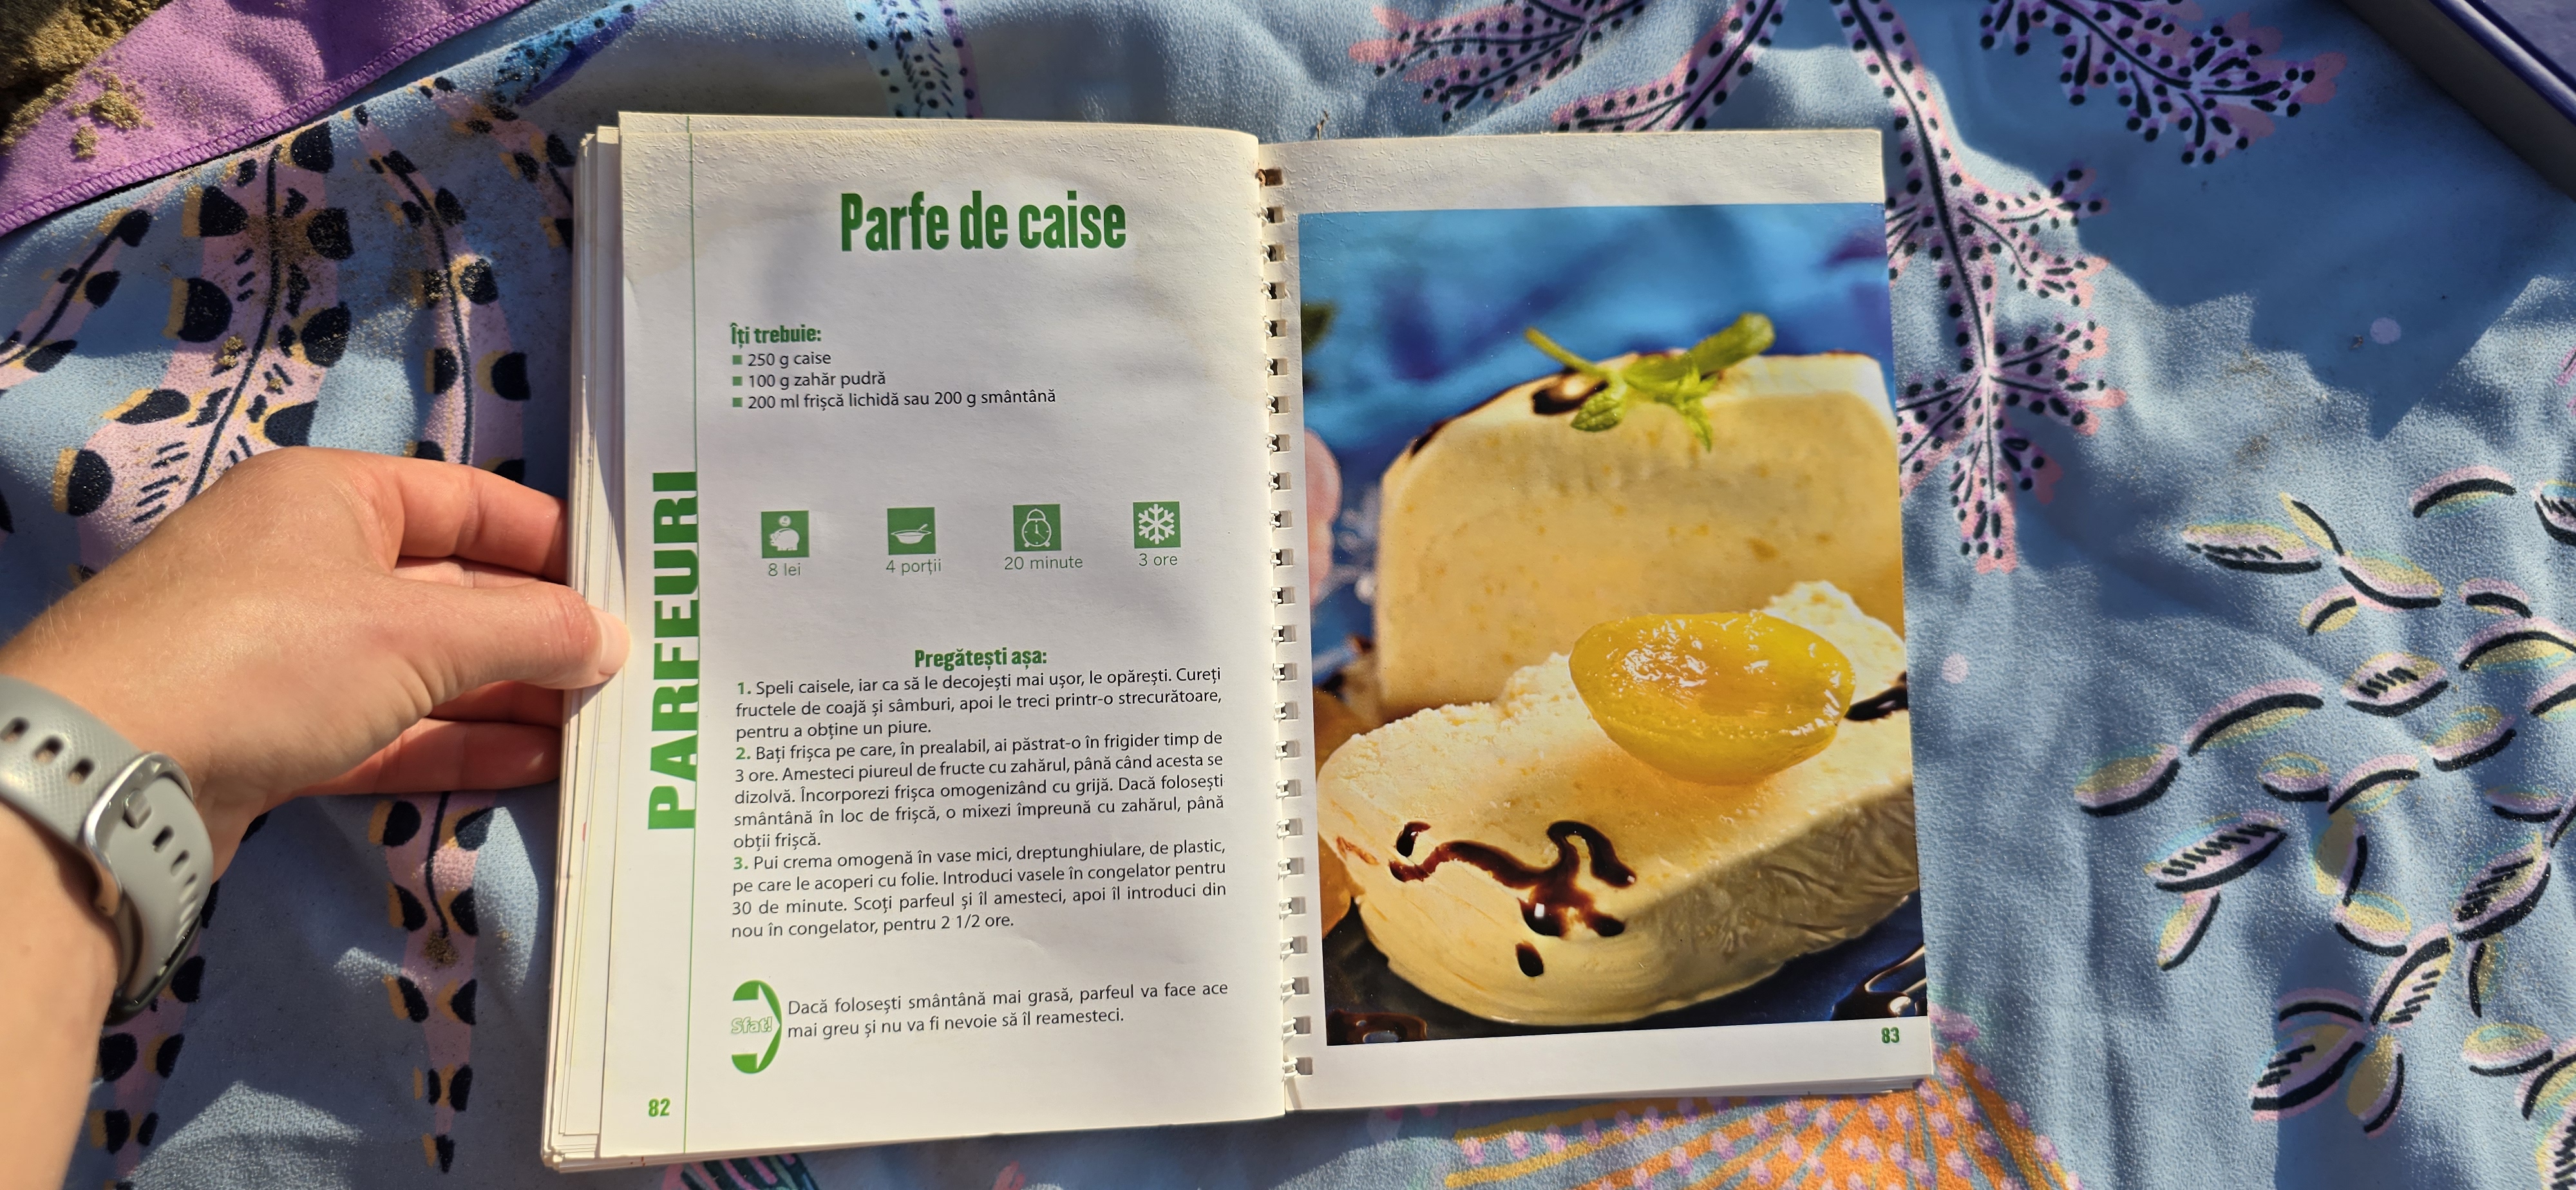 Parfe de caise
Îți trebuie:
250 g caise
100 g zahăr pudră
200 ml frișcă lichidă sau 200 g smântână
8 lei
4 porții
20 minute
3 ore
Pregătești așa:
1. Speli caisele, iar ca să le decojești mai ușor, le opărești. Cureți
fructele de coajă și sâmburi, apoi le treci printr-o strecurătoare,
pentru a obține un piure.
2. Bați frișca pe care, în prealabil, ai păstrat-o în frigider timp de
3 ore. Amesteci piureul de fructe cu zahărul, până când acesta se
dizolvă. Încorporezi frișca omogenizând cu grijă. Dacă folosești
smântână în loc de frișcă, o mixezi împreună cu zahărul, până
obții frișcă.
3. Pui crema omogenă în vase mici, dreptunghiulare, de plastic,
pe care le acoperi cu folie. Introduci vasele în congelator pentru
30 de minute. Scoți parfeul și îl amesteci, apoi îl introduci din
nou în congelator, pentru 2 1/2 ore.
Sfat!
Dacă folosești smântână mai grasă, parfeul va face ace
mai greu și nu va fi nevoie să îl reamesteci.
PARFEURI
82
83